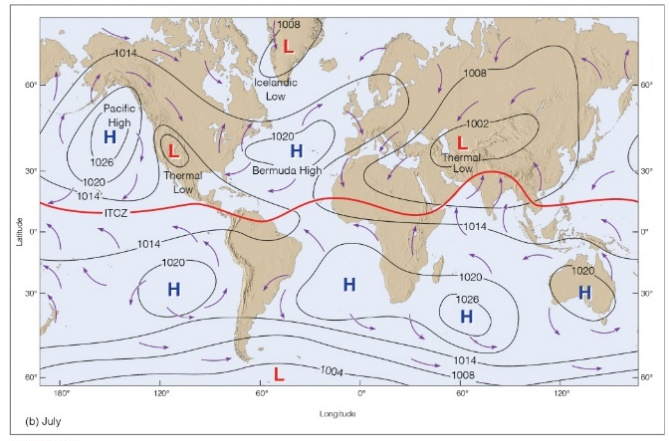 1008
L
1014
60°
Icelandic
Low
1008
60°
Pacific
High
H
1026
1020
1014
L
Thermal
Low
1020
H
Bermuda High
1002
L
Thermal
Low
30°
30°
ITCZ
Latitude
0°
1014
0°
1014
1020
H
H
1020
1026
H
1020
H
30°
30°
1014
1008
1004
L
60°
60°
180°
120°
60°
0°
60°
120°
Longitude
(b) July